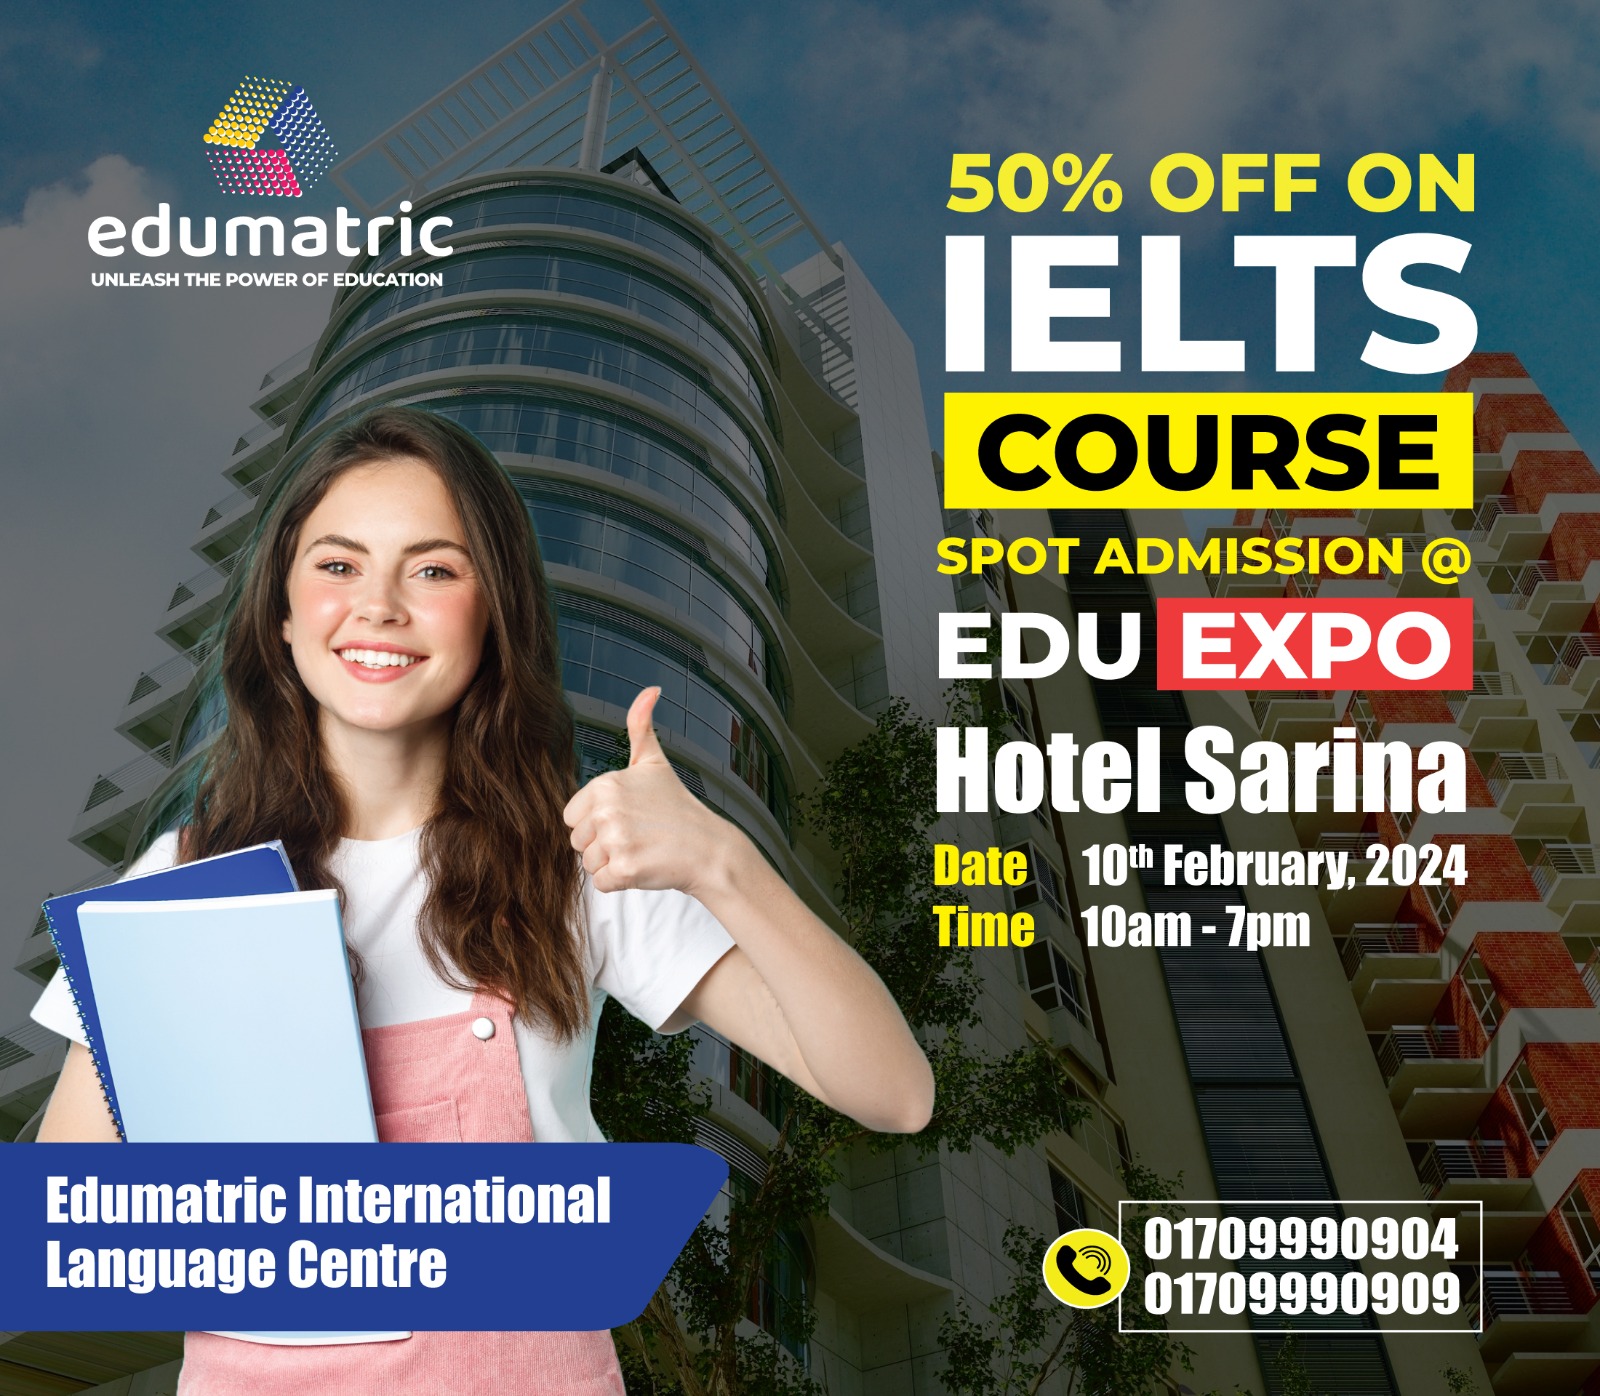 edumatric
UNLEASH THE POWER OF EDUCATION
50% OFF ON
IELTS
COURSE
SPOT ADMISSION @
EDU EXPO
Hotel Sarina
Date 10th February, 2024
Time 10am - 7pm
Edumatric International
Language Centre
01709990904
01709990909